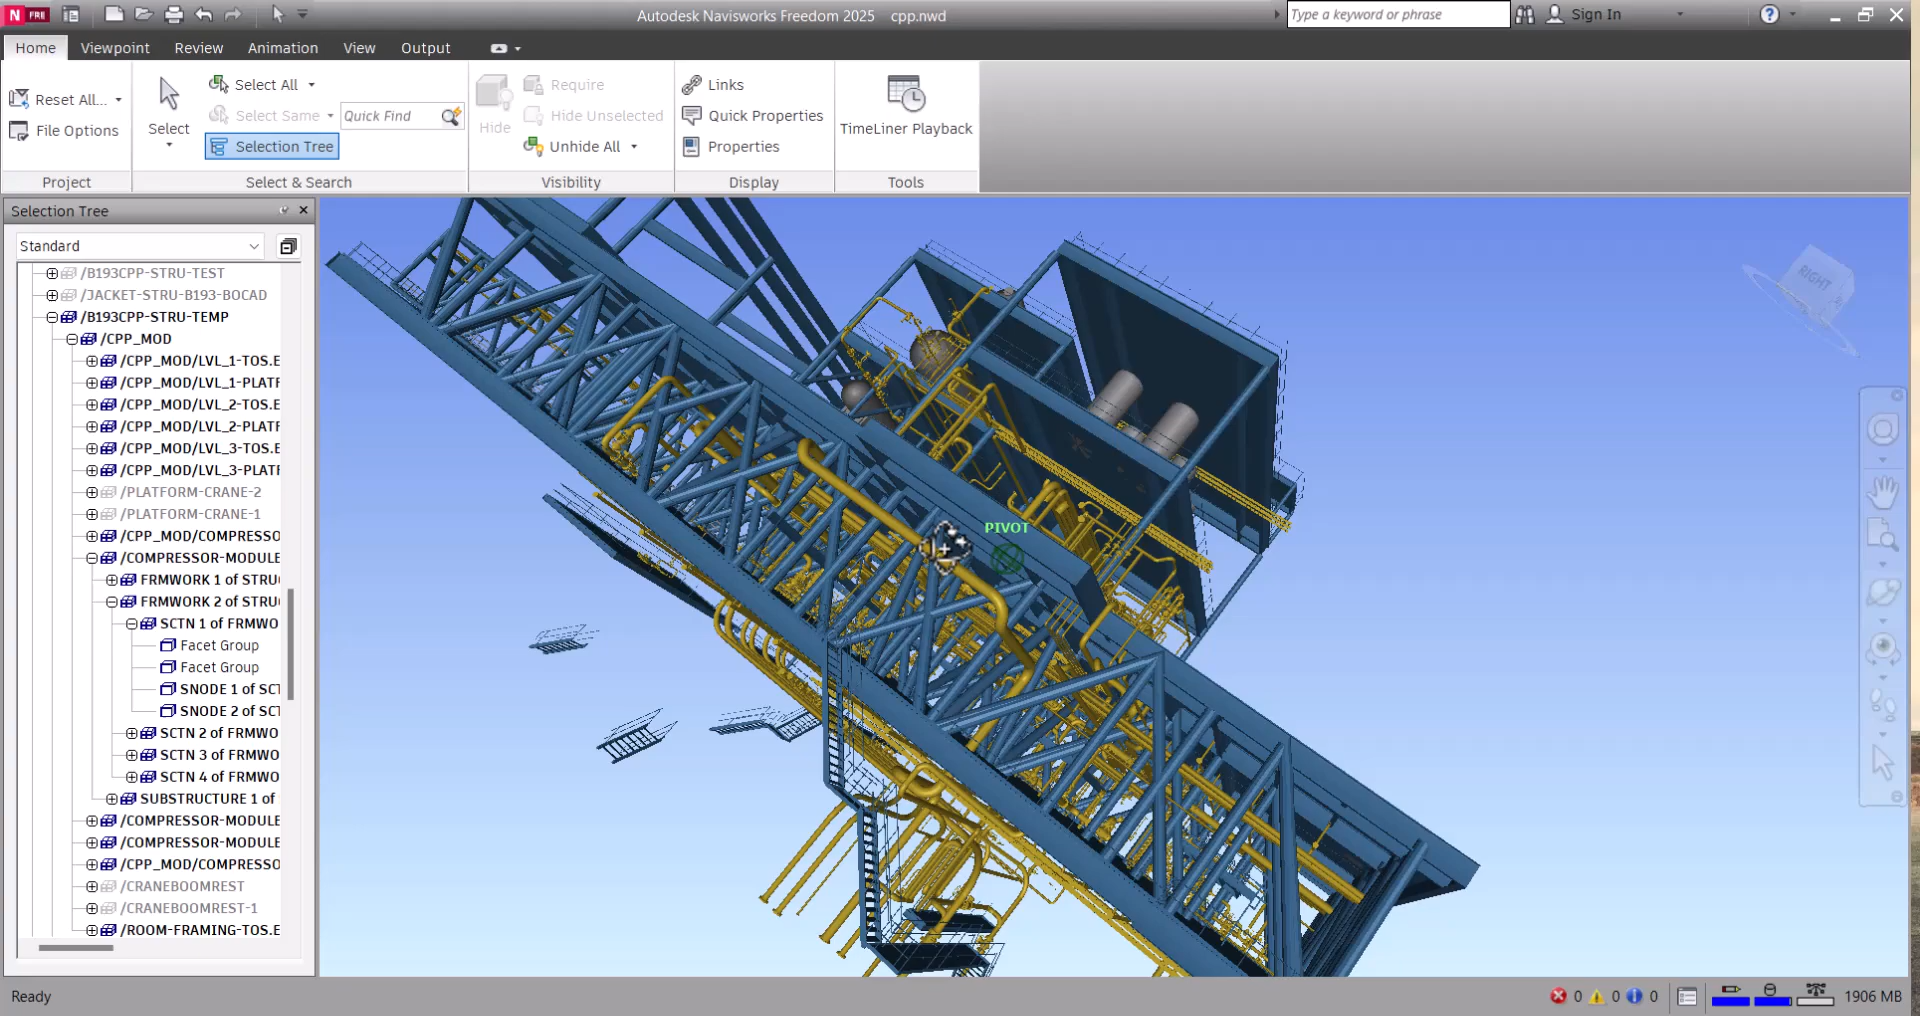 N FRE Autodesk Navisworks Freedom 2025 cpp.nwd Type a keyword or phrase Sign In ?
Home Viewpoint Review Animation View Output
Reset All...
File Options
Project
Select
Select All
Select Same
Quick Find
Selection Tree
Select & Search
Hide
Require
Hide Unselected
Unhide All
Visibility
Links
Quick Properties
Properties
Display
TimeLiner Playback
Tools
Selection Tree
Standard
/B193CPP-STRU-TEST
/JACKET-STRU-B193-BOCAD
/B193CPP-STRU-TEMP
/CPP_MOD
/CPP_MOD/LVL_1-TOS.E
/CPP_MOD/LVL_1-PLATF
/CPP_MOD/LVL_2-TOS.E
/CPP_MOD/LVL_2-PLATF
/CPP_MOD/LVL_3-TOS.E
/CPP_MOD/LVL_3-PLATF
/PLATFORM-CRANE-2
/PLATFORM-CRANE-1
/CPP_MOD/COMPRESSO
/COMPRESSOR-MODULE
FRMWORK 1 of STRU
FRMWORK 2 of STRU
SCTN 1 of FRMWO
Facet Group
Facet Group
SNODE 1 of SCT
SNODE 2 of SCT
SCTN 2 of FRMWO
SCTN 3 of FRMWO
SCTN 4 of FRMWO
SUBSTRUCTURE 1 of
/COMPRESSOR-MODULE
/COMPRESSOR-MODULE
/CPP_MOD/COMPRESSO
/CRANEBOOMREST
/CRANEBOOMREST-1
/ROOM-FRAMING-TOS.E
PIVOT
RIGHT
Ready
0 0 0 1906 MB